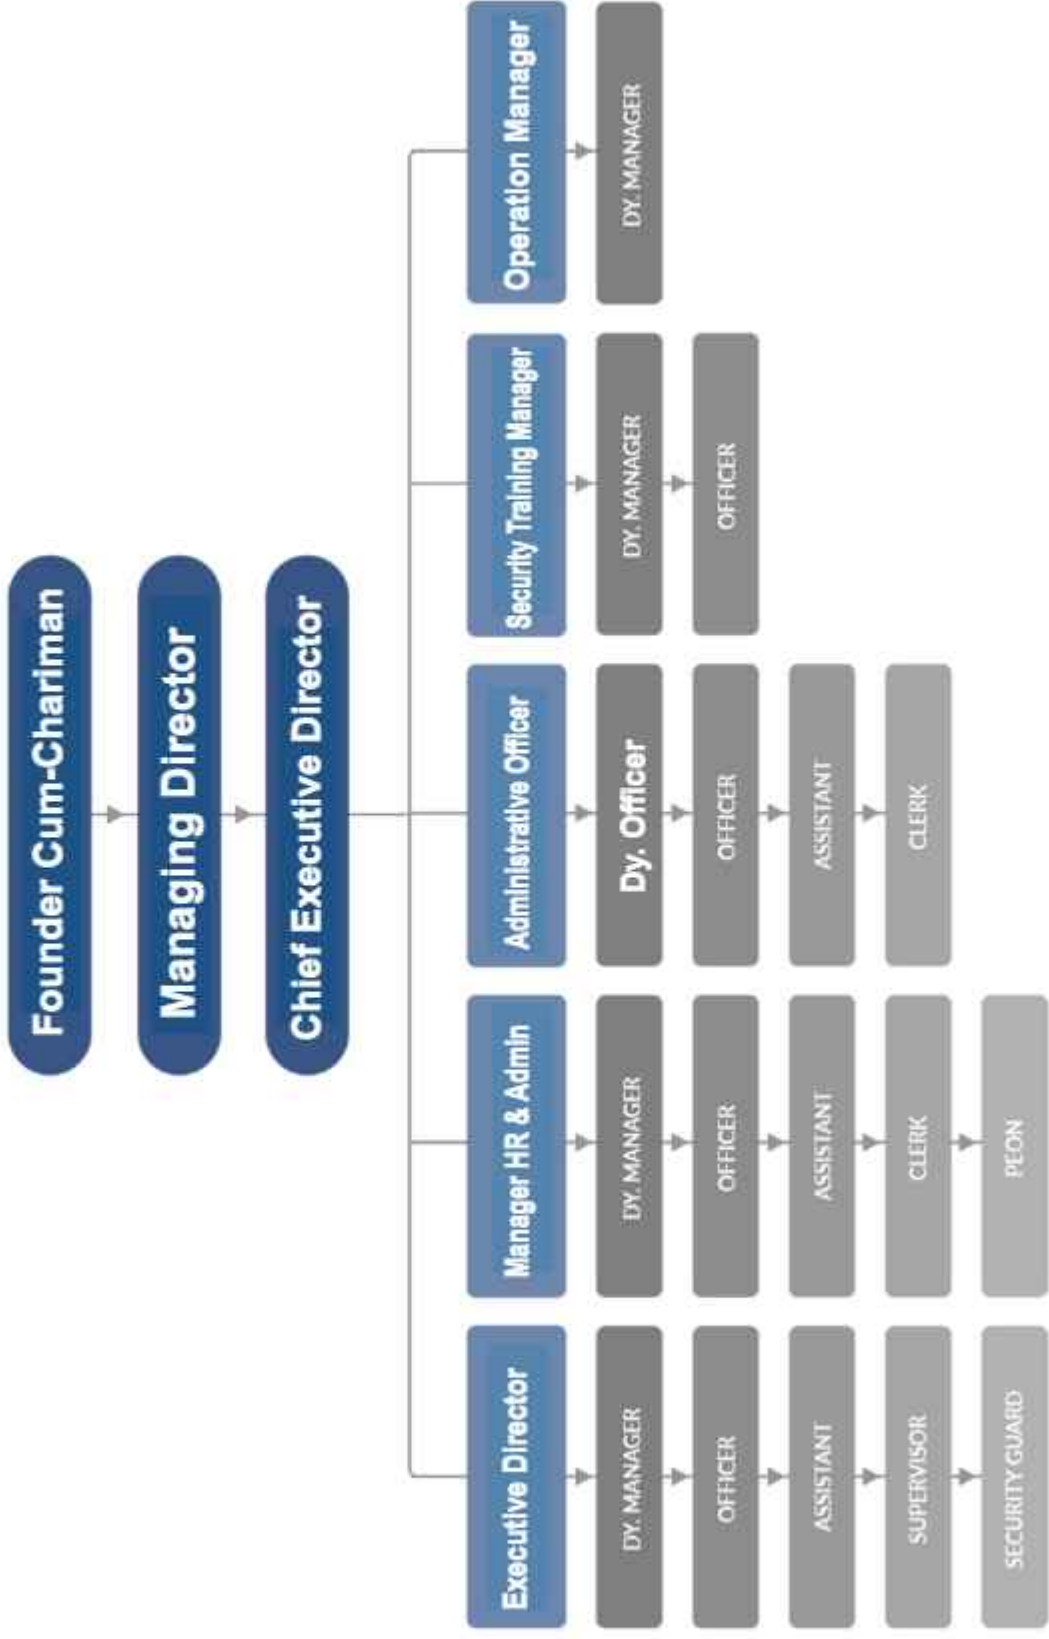 Founder Cum-Chariman
Managing Director
Chief Executive Director
Executive Director
DY. MANAGER
OFFICER
ASSISTANT
SUPERVISOR
SECURITY GUARD
Manager HR & Admin
DY. MANAGER
OFFICER
ASSISTANT
CLERK
PEON
Administrative Officer
Dy. Officer
OFFICER
ASSISTANT
CLERK
Security Training Manager
DY. MANAGER
OFFICER
Operation Manager
DY. MANAGER